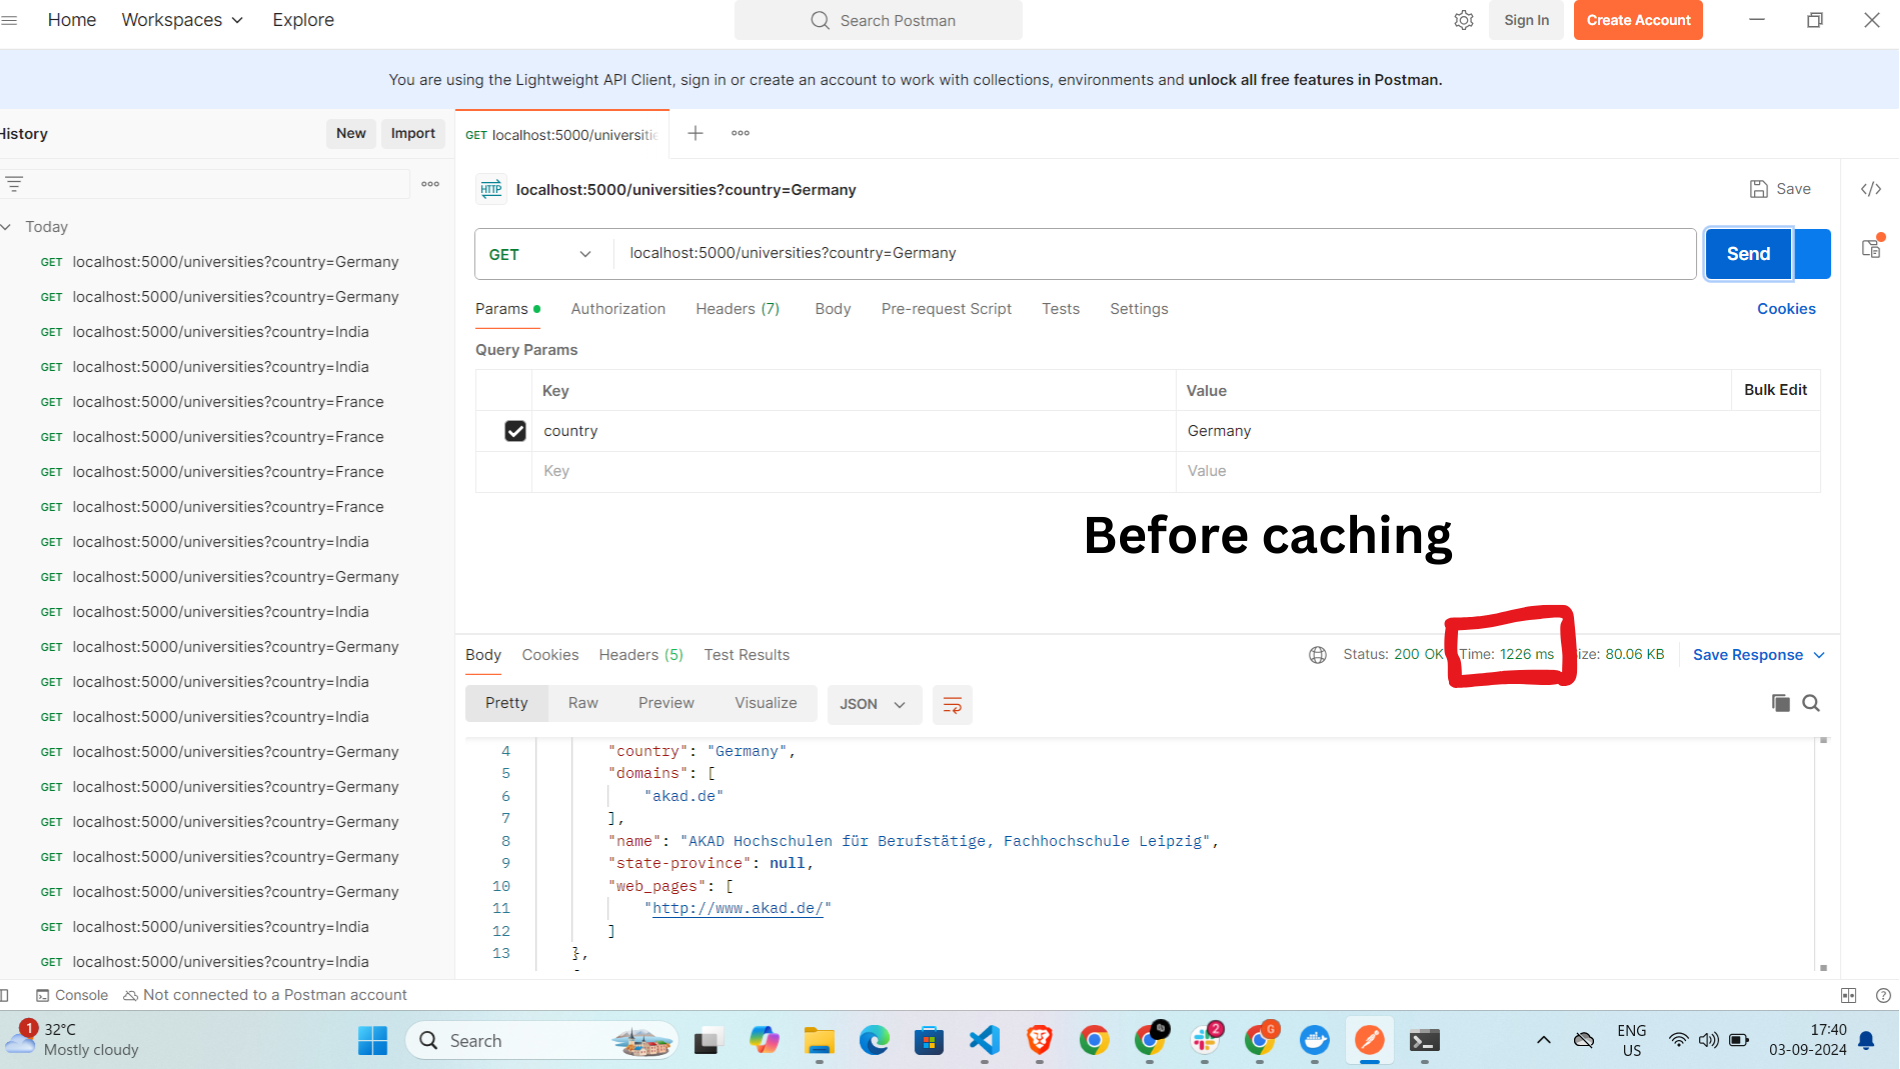 Home Workspaces Explore
Search Postman
Sign In
Create Account
You are using the Lightweight API Client, sign in or create an account to work with collections, environments and unlock all free features in Postman.
History
New
Import
GET localhost:5000/universitie
Today
GET localhost:5000/universities?country=Germany
GET localhost:5000/universities?country=Germany
GET localhost:5000/universities?country=India
GET localhost:5000/universities?country=India
GET localhost:5000/universities?country=France
GET localhost:5000/universities?country=France
GET localhost:5000/universities?country=France
GET localhost:5000/universities?country=France
GET localhost:5000/universities?country=India
GET localhost:5000/universities?country=Germany
GET localhost:5000/universities?country=India
GET localhost:5000/universities?country=Germany
GET localhost:5000/universities?country=India
GET localhost:5000/universities?country=India
GET localhost:5000/universities?country=Germany
GET localhost:5000/universities?country=Germany
GET localhost:5000/universities?country=Germany
GET localhost:5000/universities?country=Germany
GET localhost:5000/universities?country=Germany
GET localhost:5000/universities?country=India
GET localhost:5000/universities?country=India
HTTP localhost:5000/universities?country=Germany
Save
GET localhost:5000/universities?country=Germany
Send
Params Authorization Headers (7) Body Pre-request Script Tests Settings
Cookies
Query Params
Key Value Bulk Edit
country Germany
Key Value
Before caching
Body Cookies Headers (5) Test Results
Status: 200 OK Time: 1226 ms ize: 80.06 KB Save Response
Pretty Raw Preview Visualize JSON
4 "country": "Germany",
5 "domains": [
6 "akad.de"
7 ],
8 "name": "AKAD Hochschulen für Berufstätige, Fachhochschule Leipzig",
9 "state-province": null,
10 "web_pages": [
11 "http://www.akad.de/"
12 ]
13 },
Console Not connected to a Postman account
1
32°C
Mostly cloudy
Search
2
G
ENG
US
17:40
03-09-2024